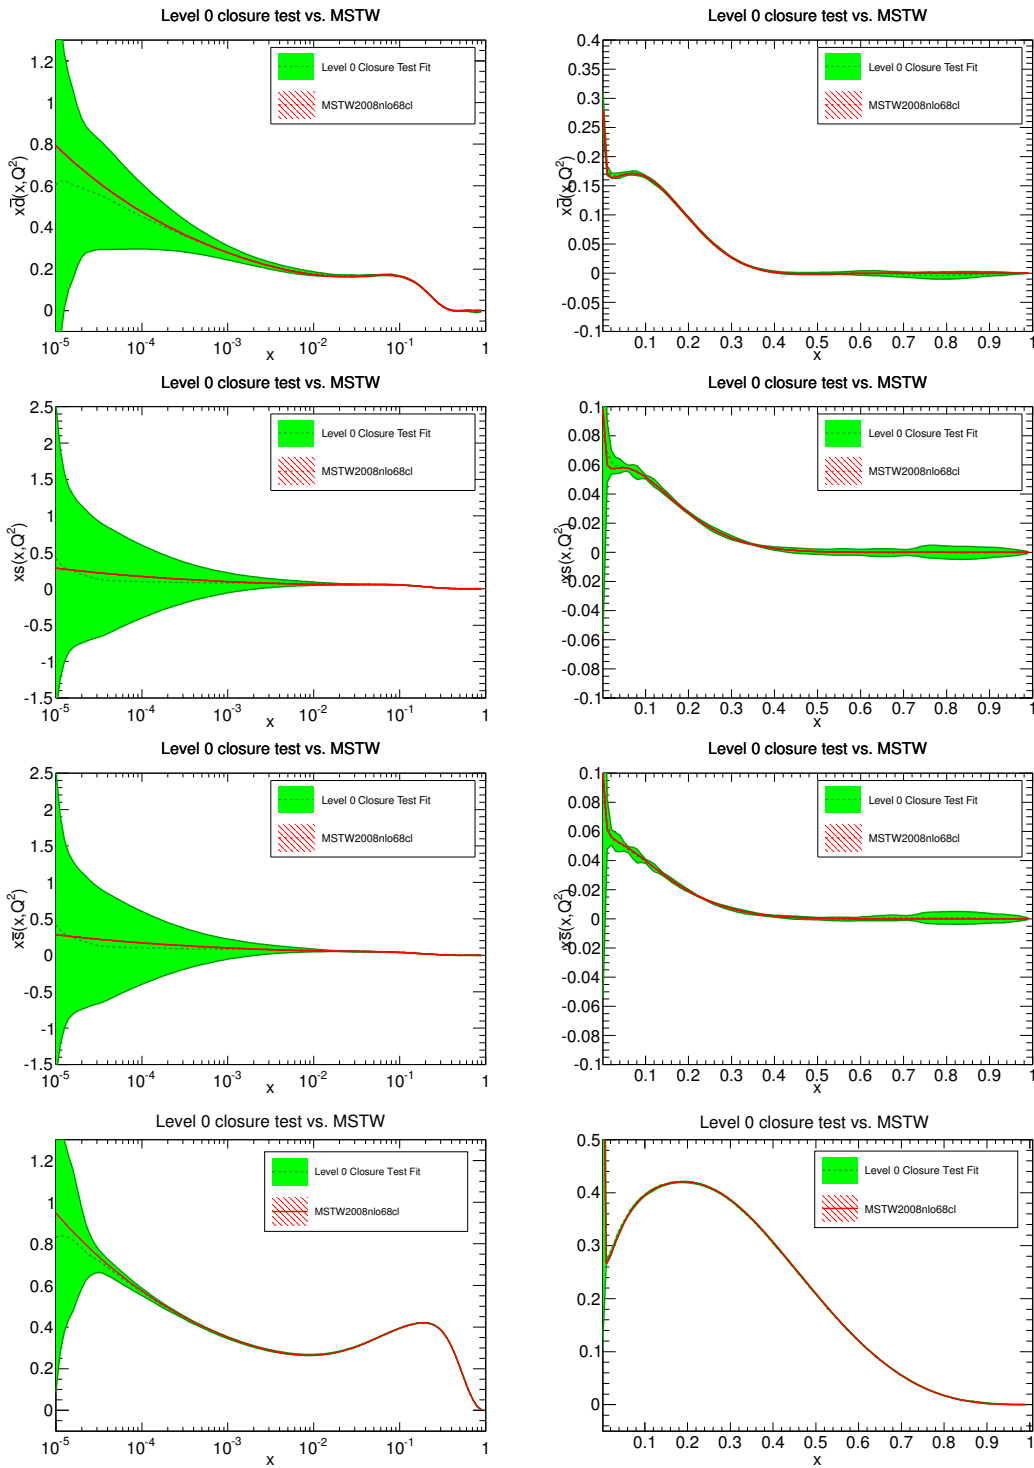 Level 0 closure test vs. MSTW
1.2
1
0.8
0.6
0.4
0.2
0
xd̅(x,Q²)
Level 0 Closure Test Fit
MSTW2008nlo68cl
10⁻⁵ 10⁻⁴ 10⁻³ 10⁻² 10⁻¹ 1
x
Level 0 closure test vs. MSTW
0.4
0.35
0.3
0.25
0.2
0.15
0.1
0.05
0
-0.05
-0.1
xd̅(x,Q²)
Level 0 Closure Test Fit
MSTW2008nlo68cl
0.1 0.2 0.3 0.4 0.5 0.6 0.7 0.8 0.9 1
x
Level 0 closure test vs. MSTW
2.5
2
1.5
1
0.5
0
-0.5
-1
-1.5
xs(x,Q²)
Level 0 Closure Test Fit
MSTW2008nlo68cl
10⁻⁵ 10⁻⁴ 10⁻³ 10⁻² 10⁻¹ 1
x
Level 0 closure test vs. MSTW
0.1
0.08
0.06
0.04
0.02
0
-0.02
-0.04
-0.06
-0.08
-0.1
xs(x,Q²)
Level 0 Closure Test Fit
MSTW2008nlo68cl
0.1 0.2 0.3 0.4 0.5 0.6 0.7 0.8 0.9 1
x
Level 0 closure test vs. MSTW
2.5
2
1.5
1
0.5
0
-0.5
-1
-1.5
xs̅(x,Q²)
Level 0 Closure Test Fit
MSTW2008nlo68cl
10⁻⁵ 10⁻⁴ 10⁻³ 10⁻² 10⁻¹ 1
x
Level 0 closure test vs. MSTW
0.1
0.08
0.06
0.04
0.02
0
-0.02
-0.04
-0.06
-0.08
-0.1
xs̅(x,Q²)
Level 0 Closure Test Fit
MSTW2008nlo68cl
0.1 0.2 0.3 0.4 0.5 0.6 0.7 0.8 0.9 1
x
Level 0 closure test vs. MSTW
1.2
1
0.8
0.6
0.4
0.2
0
Level 0 Closure Test Fit
MSTW2008nlo68cl
10⁻⁵ 10⁻⁴ 10⁻³ 10⁻² 10⁻¹ 1
x
Level 0 closure test vs. MSTW
0.5
0.4
0.3
0.2
0.1
0
Level 0 Closure Test Fit
MSTW2008nlo68cl
0.1 0.2 0.3 0.4 0.5 0.6 0.7 0.8 0.9 1
x